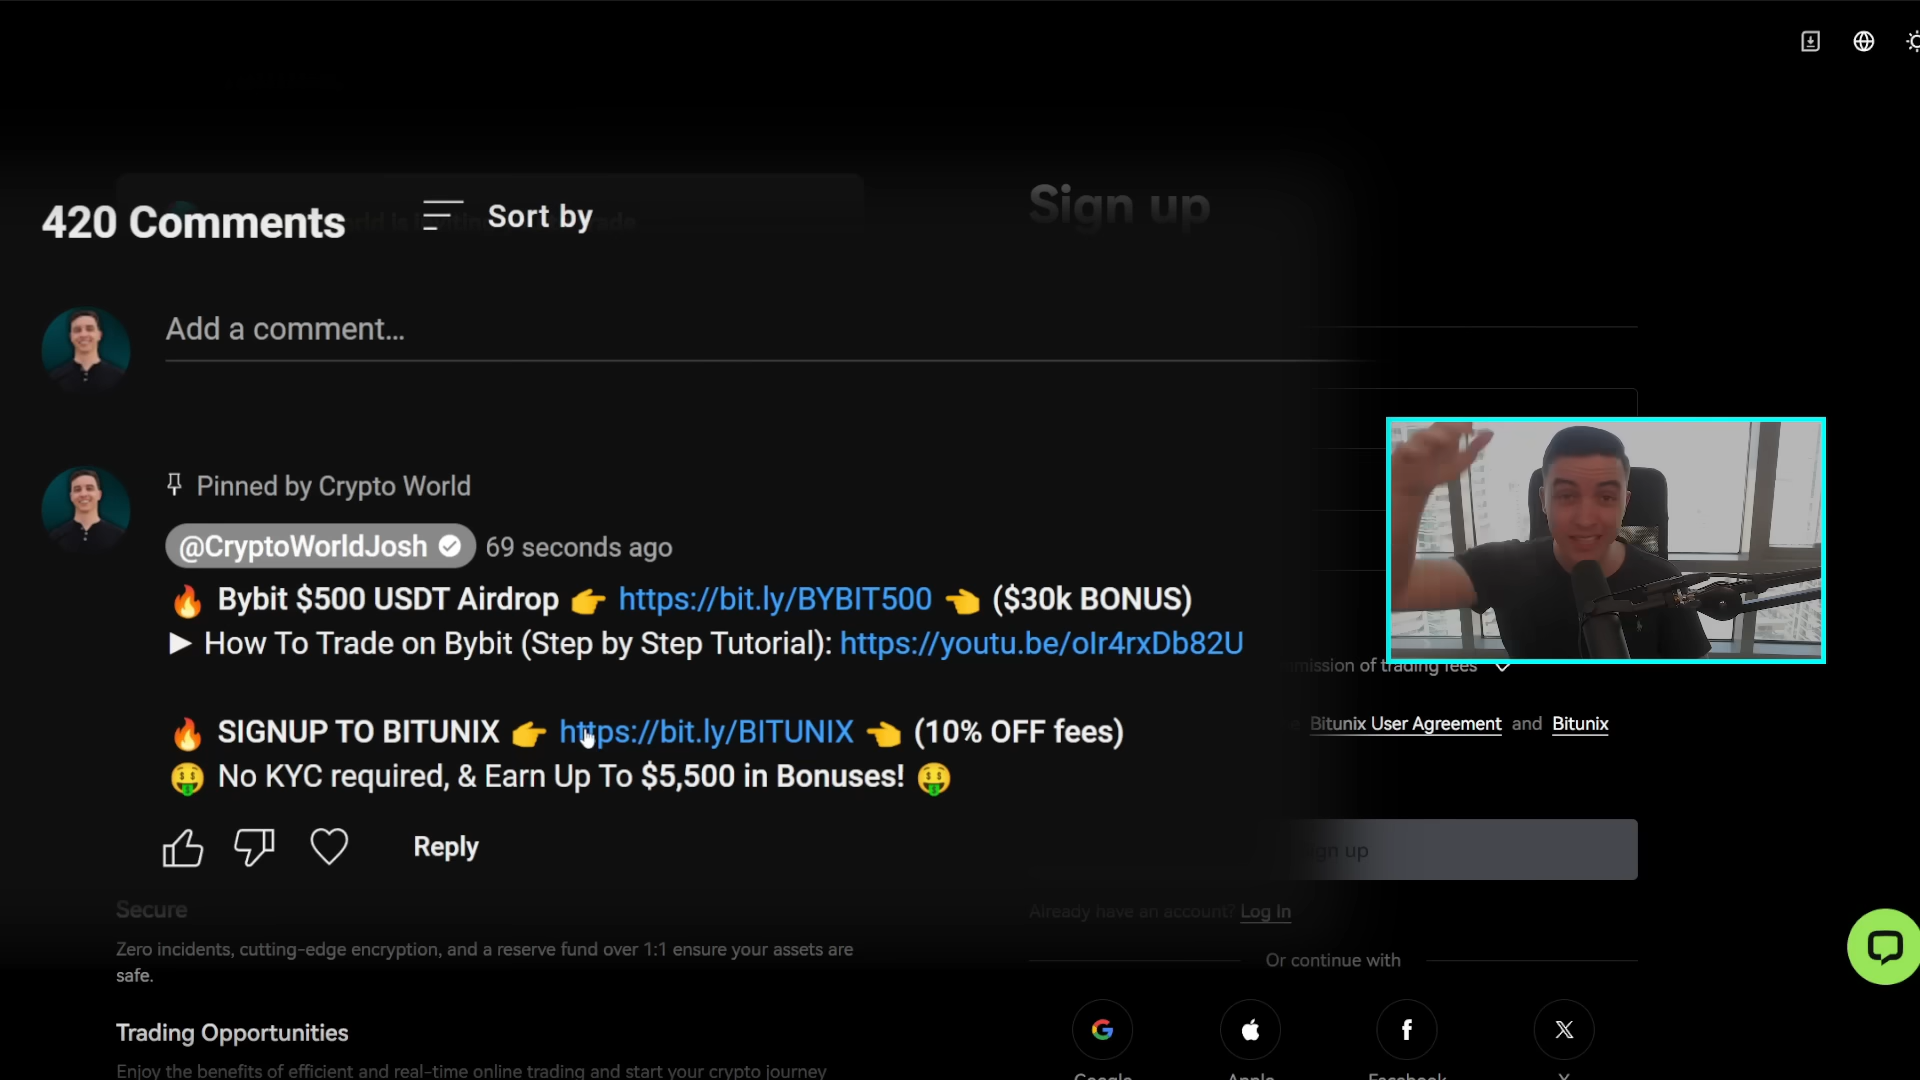 Sign up
420 Comments
Sort by
Add a comment...
Pinned by Crypto World
@CryptoWorldJosh 69 seconds ago
🔥 Bybit $500 USDT Airdrop 👉 https://bit.ly/BYBIT500 👈 ($30k BONUS)
▶ How To Trade on Bybit (Step by Step Tutorial): https://youtu.be/oIr4rxDb82U
of trading fees
Bitunix User Agreement and Bitunix
🔥 SIGNUP TO BITUNIX 👉 https://bit.ly/BITUNIX 👈 (10% OFF fees)
🤑 No KYC required, & Earn Up To $5,500 in Bonuses! 🤑
Reply
up
Secure
Already have an account? Log In
Zero incidents, cutting-edge encryption, and a reserve fund over 1:1 ensure your assets are
safe.
Or continue with
Trading Opportunities
Enjoy the benefits of efficient and real-time online trading and start your crypto journey
Google Apple Facebook X